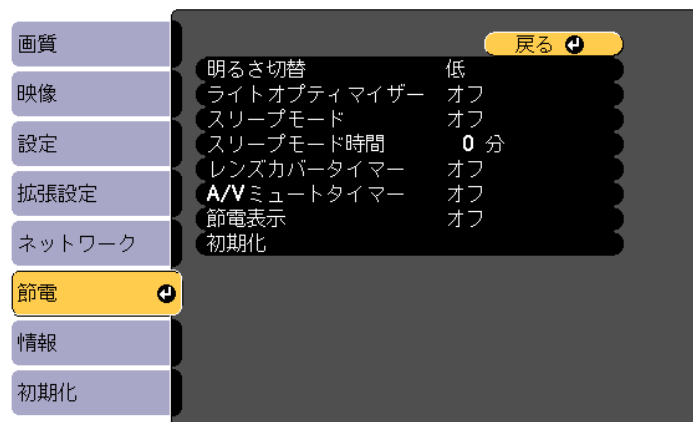 画質
映像
設定
拡張設定
ネットワーク
節電
情報
初期化
戻る
明るさ切替 低
ライトオプティマイザー オフ
スリープモード オフ
スリープモード時間 0 分
レンズカバータイマー オフ
A/Vミュートタイマー オフ
節電表示 オフ
初期化